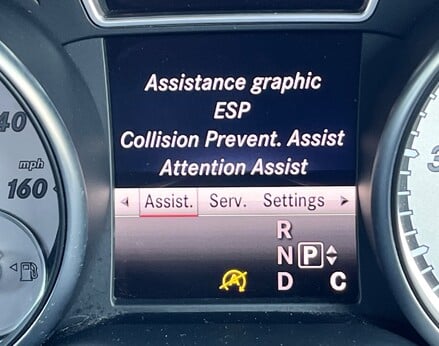 Assistance graphic
ESP
Collision Prevent. Assist
Attention Assist
40
mph
160
Assist. Serv. Settings
R
N P
A D C